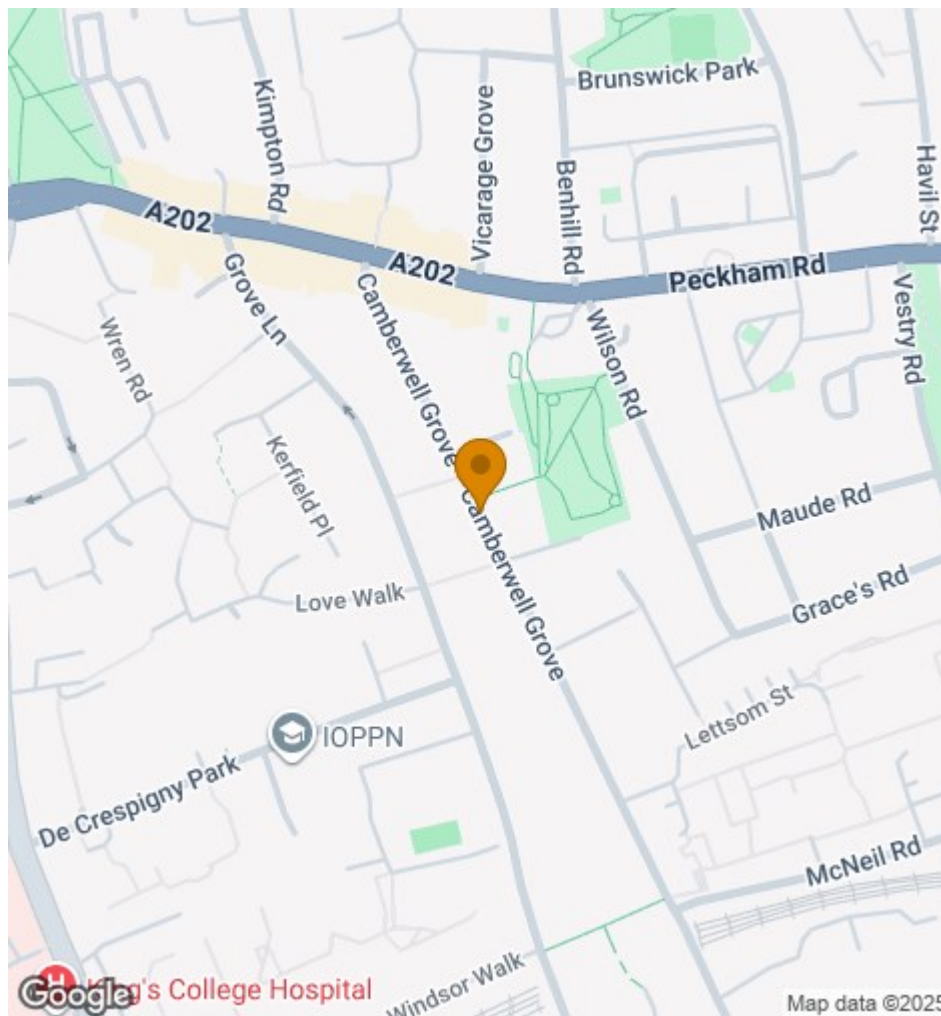 Brunswick Park
Kimpton Rd
Vicarage Grove
Benhill Rd
Havil St
A202
A202
Peckham Rd
Grove Ln
Camberwell Grove
Wren Rd
Wilson Rd
Vestry Rd
Kerfield Pl
Maude Rd
Camberwell Grove
Love Walk
Grace's Rd
Lettsom St
IOPPN
De Crespigny Park
McNeil Rd
H
King's College Hospital
Windsor Walk
Google
Map data ©2025